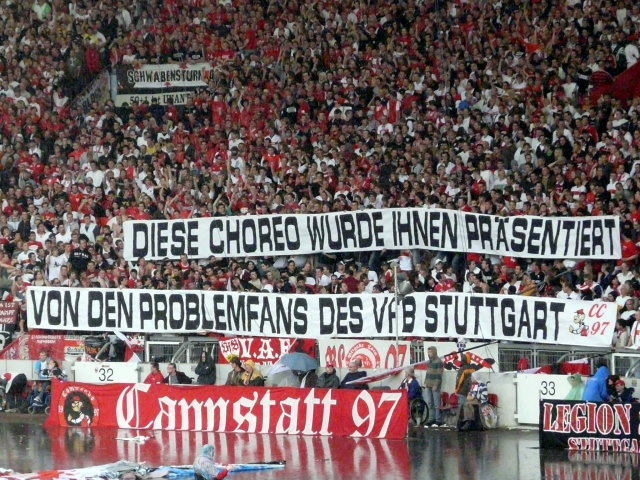 SCHWABENSTURM
DIESE CHOREO WURDE IHNEN PRÄSENTIERT
VON DEN PROBLEMFANS DES VFB STUTTGART
CC
97
32
Cannstatt 97
33
LEGION
STUTTGART